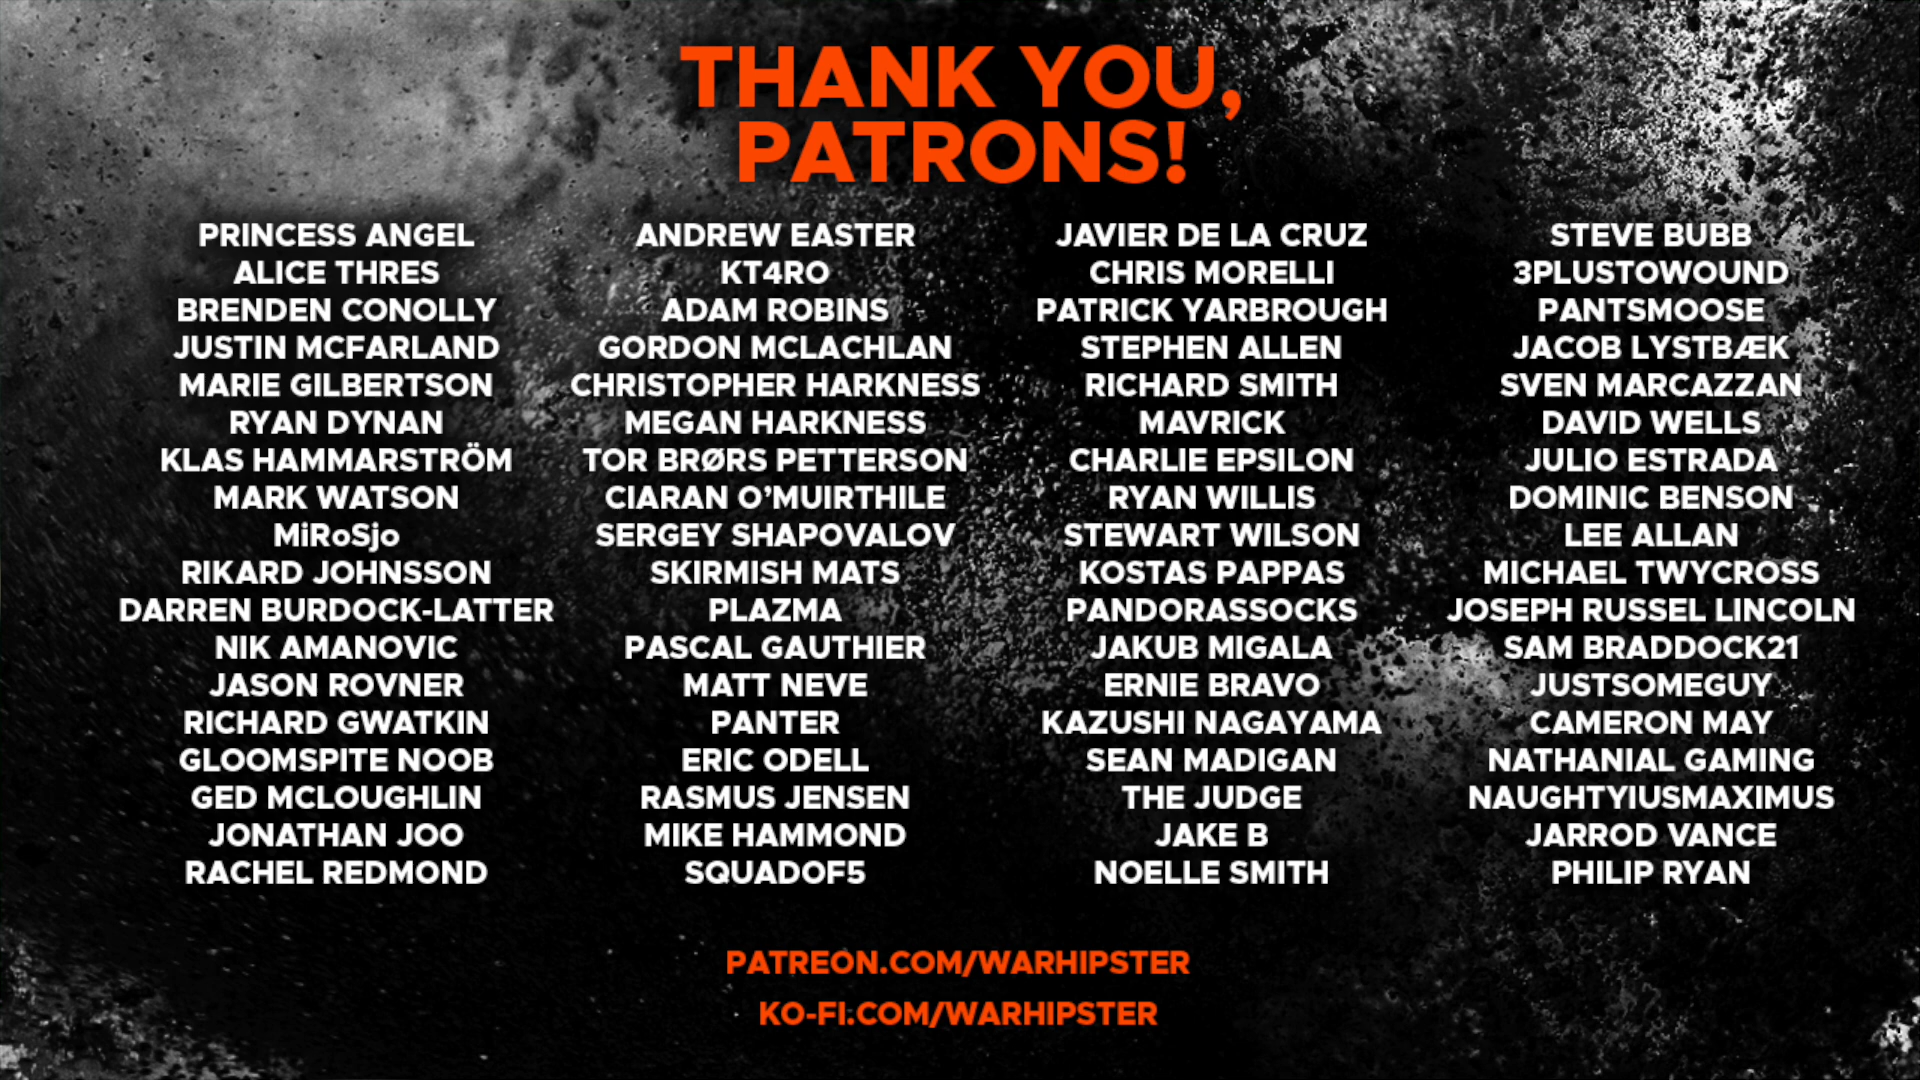 THANK YOU,
PATRONS!
PRINCESS ANGEL
ALICE THRES
BRENDEN CONOLLY
JUSTIN MCFARLAND
MARIE GILBERTSON
RYAN DYNAN
KLAS HAMMARSTRÖM
MARK WATSON
MiRoSjo
RIKARD JOHNSSON
DARREN BURDOCK-LATTER
NIK AMANOVIC
JASON ROVNER
RICHARD GWATKIN
GLOOMSPITE NOOB
GED MCLOUGHLIN
JONATHAN JOO
RACHEL REDMOND
ANDREW EASTER
KT4RO
ADAM ROBINS
GORDON MCLACHLAN
CHRISTOPHER HARKNESS
MEGAN HARKNESS
TOR BRØRS PETTERSON
CIARAN O’MUIRTHILE
SERGEY SHAPOVALOV
SKIRMISH MATS
PLAZMA
PASCAL GAUTHIER
MATT NEVE
PANTER
ERIC ODELL
RASMUS JENSEN
MIKE HAMMOND
SQUADOF5
JAVIER DE LA CRUZ
CHRIS MORELLI
PATRICK YARBROUGH
STEPHEN ALLEN
RICHARD SMITH
MAVRICK
CHARLIE EPSILON
RYAN WILLIS
STEWART WILSON
KOSTAS PAPPAS
PANDORASSOCKS
JAKUB MIGALA
ERNIE BRAVO
KAZUSHI NAGAYAMA
SEAN MADIGAN
THE JUDGE
JAKE B
NOELLE SMITH
STEVE BUBB
3PLUSTOWOUND
PANTSMOOSE
JACOB LYSTBÆK
SVEN MARCAZZAN
DAVID WELLS
JULIO ESTRADA
DOMINIC BENSON
LEE ALLAN
MICHAEL TWYCROSS
JOSEPH RUSSEL LINCOLN
SAM BRADDOCK21
JUSTSOMEGUY
CAMERON MAY
NATHANIAL GAMING
NAUGHTYIUSMAXIMUS
JARROD VANCE
PHILIP RYAN
PATREON.COM/WARHIPSTER
KO-FI.COM/WARHIPSTER